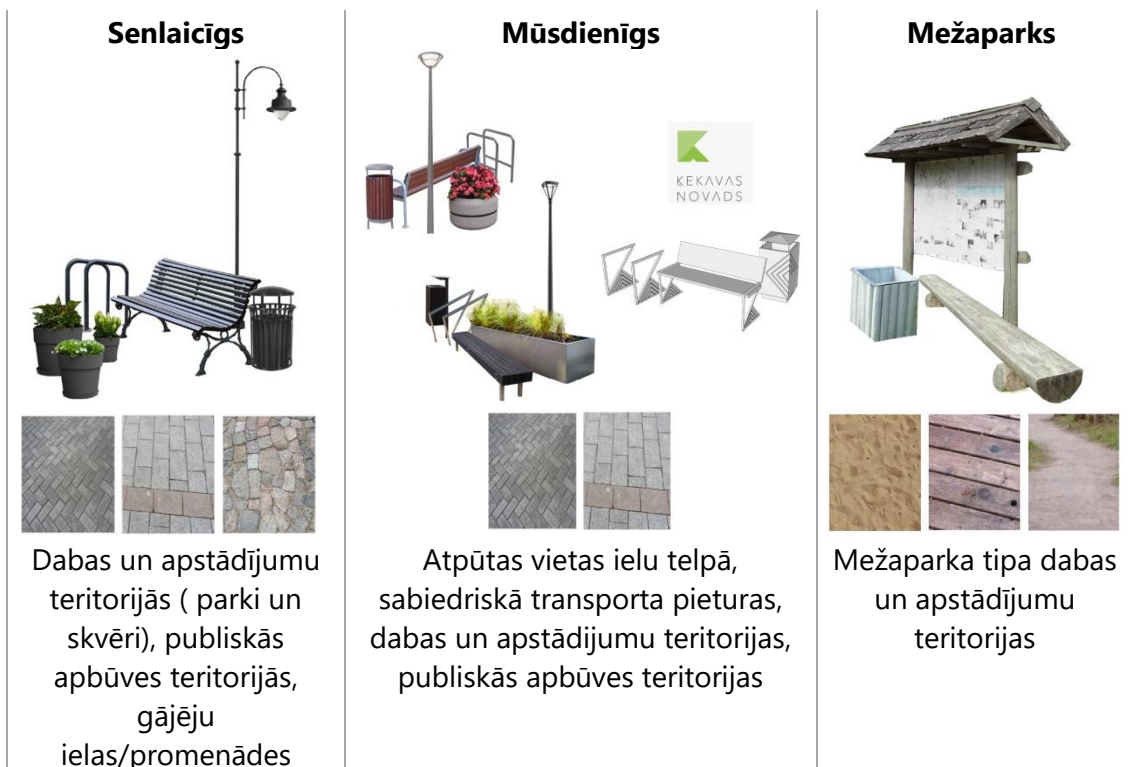 Senlaicīgs
Mūsdienīgs
Mežaparks
ĶEKAVAS
NOVADS
Dabas un apstādījumu
teritorijās ( parki un
skvēri), publiskās
apbūves teritorijās,
gājēju
ielas/promenādes
Atpūtas vietas ielu telpā,
sabiedriskā transporta pieturas,
dabas un apstādijumu teritorijas,
publiskās apbūves teritorijas
Mežaparka tipa dabas
un apstādījumu
teritorijas